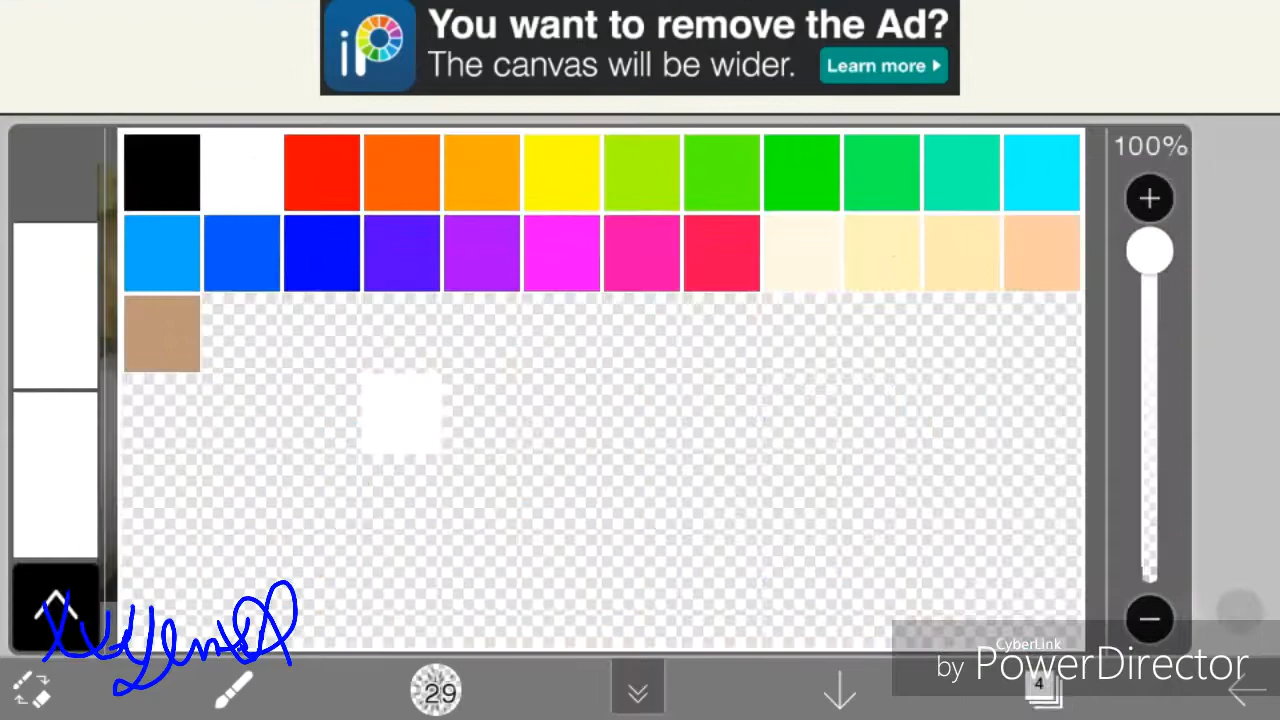 iP
You want to remove the Ad?
The canvas will be wider.
Learn more
100%
29
4
CyberLink
by PowerDirector